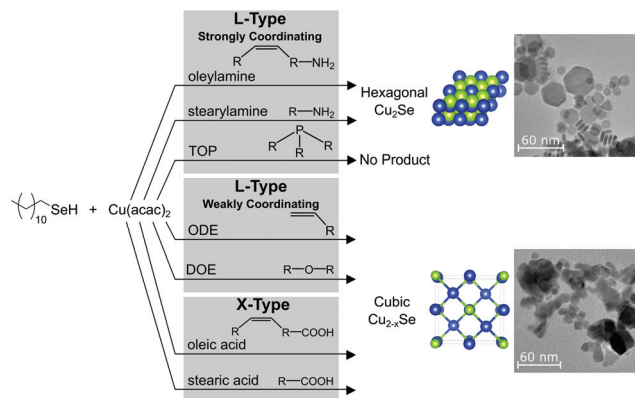 L-Type
Strongly Coordinating
R NH₂
oleylamine
stearylamine
R—NH₂
P
R R
R
TOP
Hexagonal
Cu₂Se
60 nm
No Product
( )₁₀ SeH + Cu(acac)₂
L-Type
Weakly Coordinating
ODE
R
DOE
R—O—R
X-Type
R COOH
oleic acid
stearic acid
R—COOH
Cubic
Cu₂₋ₓSe
60 nm